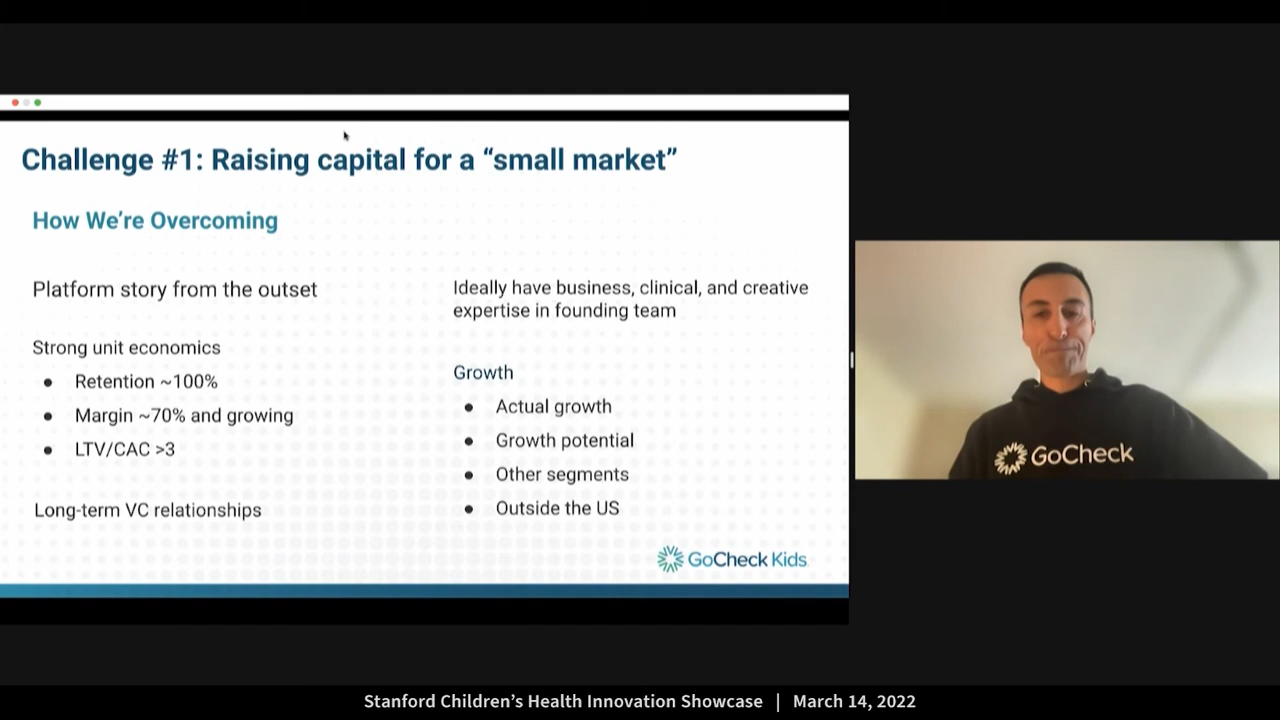 Challenge #1: Raising capital for a “small market”
How We’re Overcoming
Platform story from the outset
Strong unit economics
● Retention ~100%
● Margin ~70% and growing
● LTV/CAC >3
Long-term VC relationships
Ideally have business, clinical, and creative
expertise in founding team
Growth
● Actual growth
● Growth potential
● Other segments
● Outside the US
GoCheck Kids
GoCheck
Stanford Children’s Health Innovation Showcase | March 14, 2022